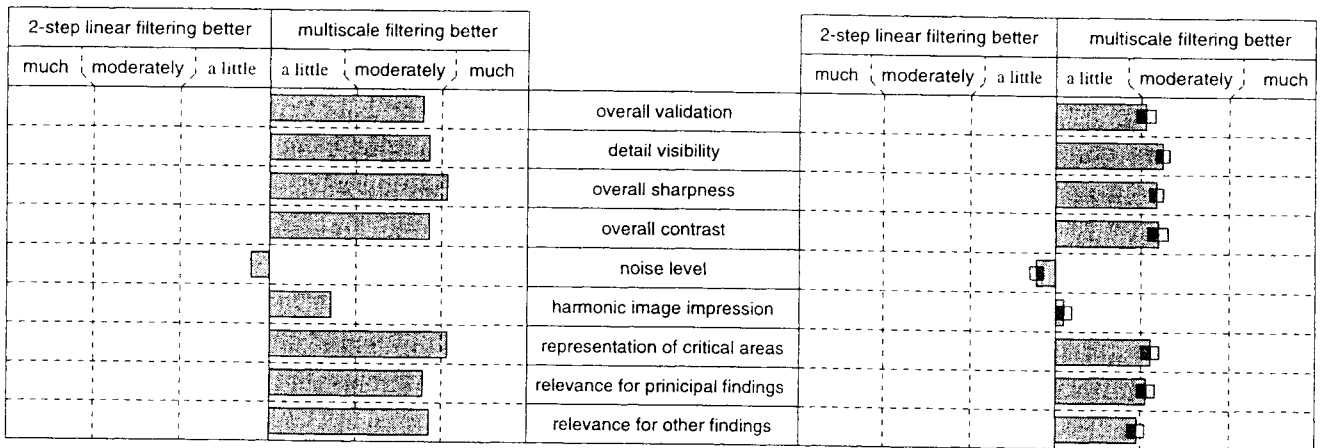 2-step linear filtering better multiscale filtering better
much moderately a little a little moderately much
2-step linear filtering better multiscale filtering better
much moderately a little a little moderately much
overall validation
detail visibility
overall sharpness
overall contrast
noise level
harmonic image impression
representation of critical areas
relevance for prinicipal findings
relevance for other findings